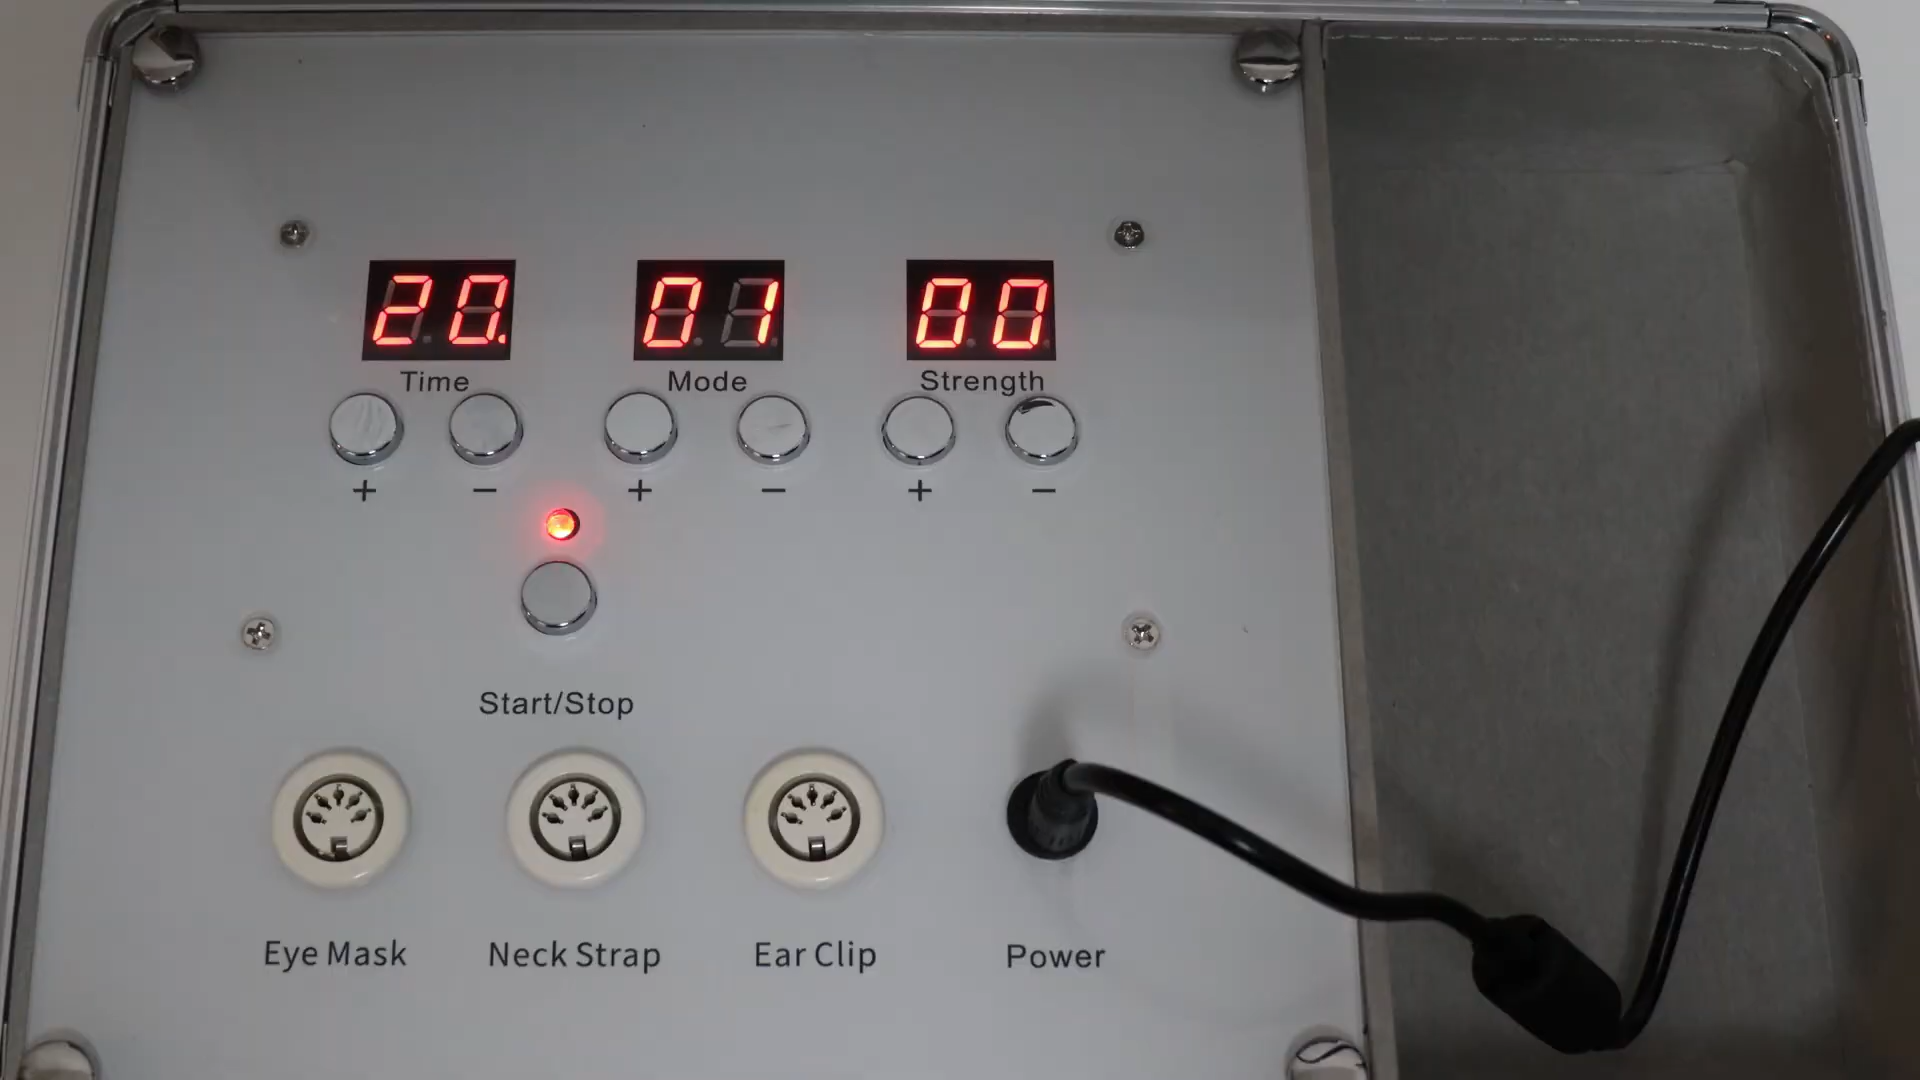 20. 01 00
Time Mode Strength
+ − + − + −
Start/Stop
Eye Mask Neck Strap Ear Clip Power